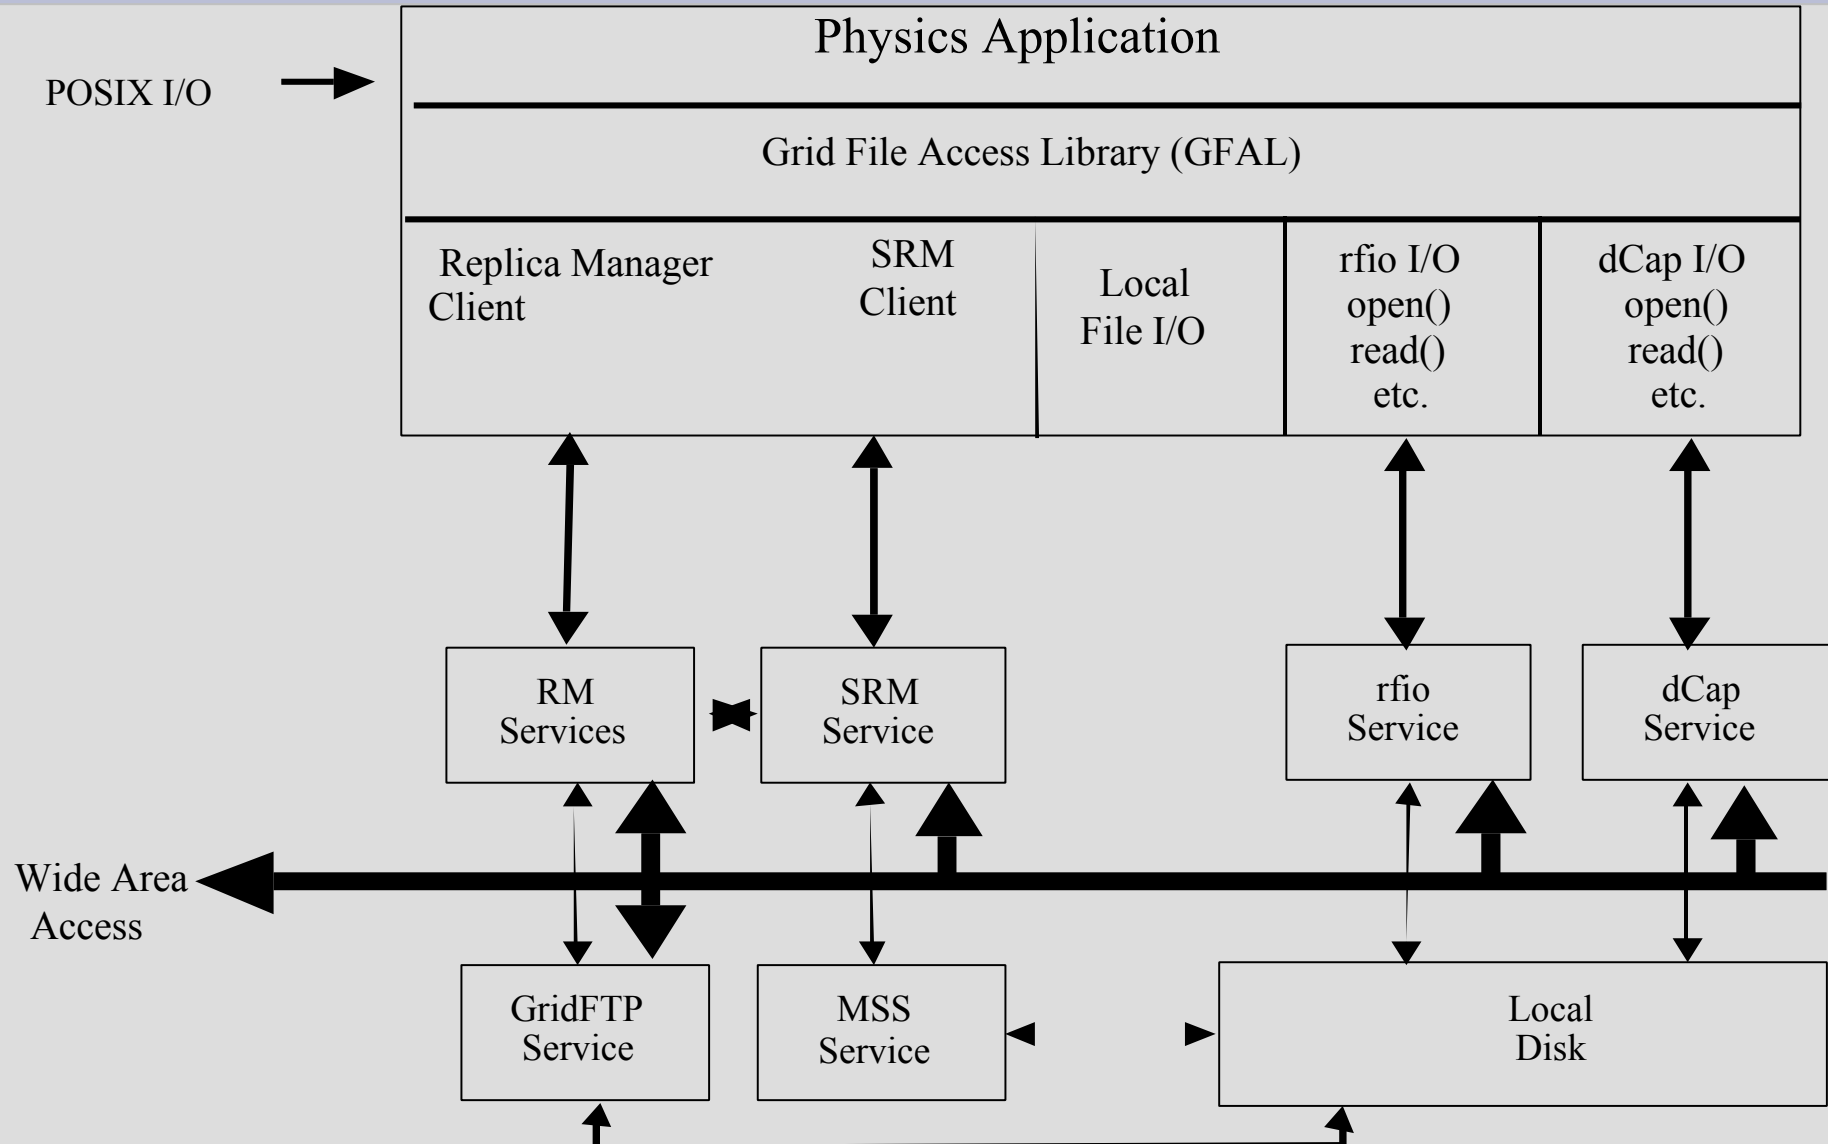 Physics Application
POSIX I/O
Grid File Access Library (GFAL)
Replica Manager
Client
SRM
Client
Local
File I/O
rfio I/O
open()
read()
etc.
dCap I/O
open()
read()
etc.
RM
Services
SRM
Service
rfio
Service
dCap
Service
Wide Area
Access
GridFTP
Service
MSS
Service
Local
Disk